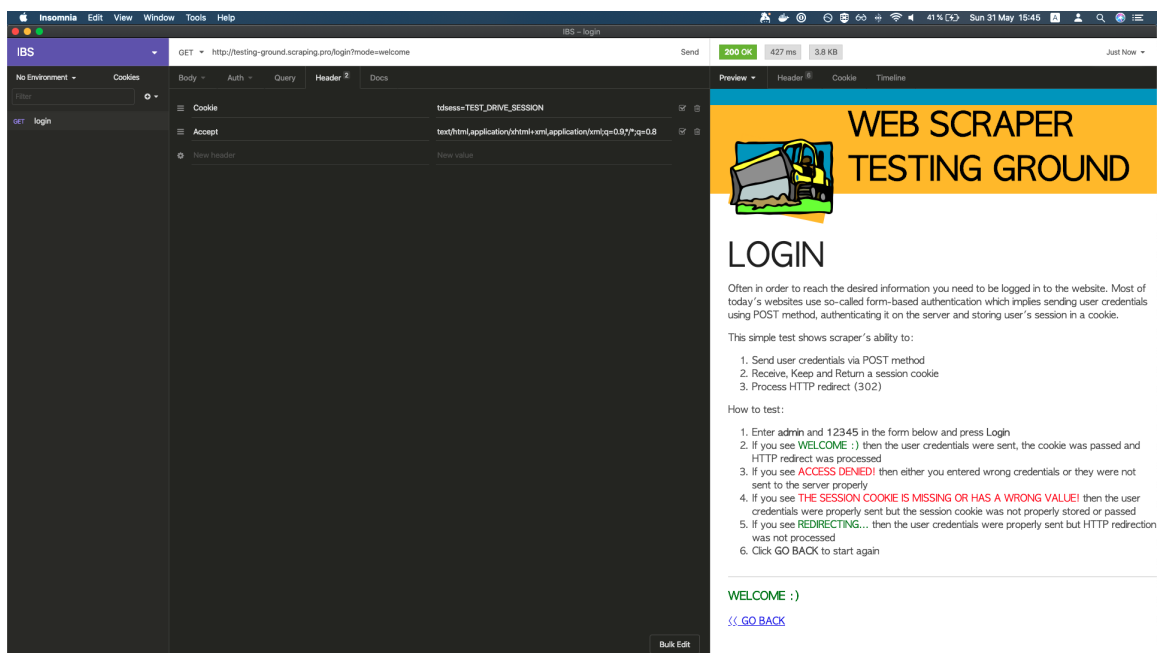 Insomnia Edit View Window Tools Help
41% Sun 31 May 15:45 A
IBS – login
IBS
GET http://testing-ground.scraping.pro/login?mode=welcome Send
200 OK 427 ms 3.8 KB Just Now
No Environment Cookies
Body Auth Query Header 2 Docs
Preview Header 6 Cookie Timeline
Filter
GET login
Cookie tdsess=TEST_DRIVE_SESSION
Accept text/html,application/xhtml+xml,application/xml;q=0.9,*/*;q=0.8
New header New value
Bulk Edit
WEB SCRAPER
TESTING GROUND
LOGIN
Often in order to reach the desired information you need to be logged in to the website. Most of
today's websites use so-called form-based authentication which implies sending user credentials
using POST method, authenticating it on the server and storing user's session in a cookie.
This simple test shows scraper's ability to:
1. Send user credentials via POST method
2. Receive, Keep and Return a session cookie
3. Process HTTP redirect (302)
How to test:
1. Enter admin and 12345 in the form below and press Login
2. If you see WELCOME :) then the user credentials were sent, the cookie was passed and
HTTP redirect was processed
3. If you see ACCESS DENIED! then either you entered wrong credentials or they were not
sent to the server properly
4. If you see THE SESSION COOKIE IS MISSING OR HAS A WRONG VALUE! then the user
credentials were properly sent but the session cookie was not properly stored or passed
5. If you see REDIRECTING... then the user credentials were properly sent but HTTP redirection
was not processed
6. Click GO BACK to start again
WELCOME :)
<< GO BACK